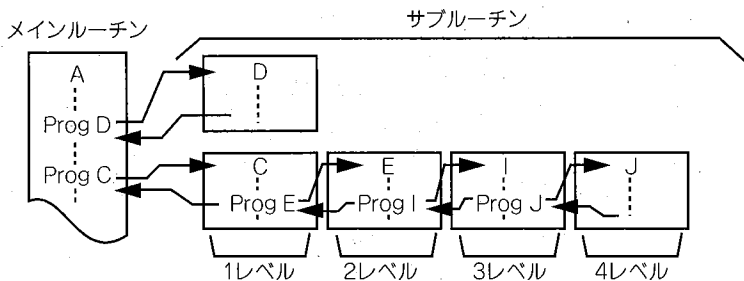 メインルーチン
サブルーチン
A
Prog D
Prog C
D
C
Prog E
E
Prog I
I
Prog J
J
1レベル
2レベル
3レベル
4レベル